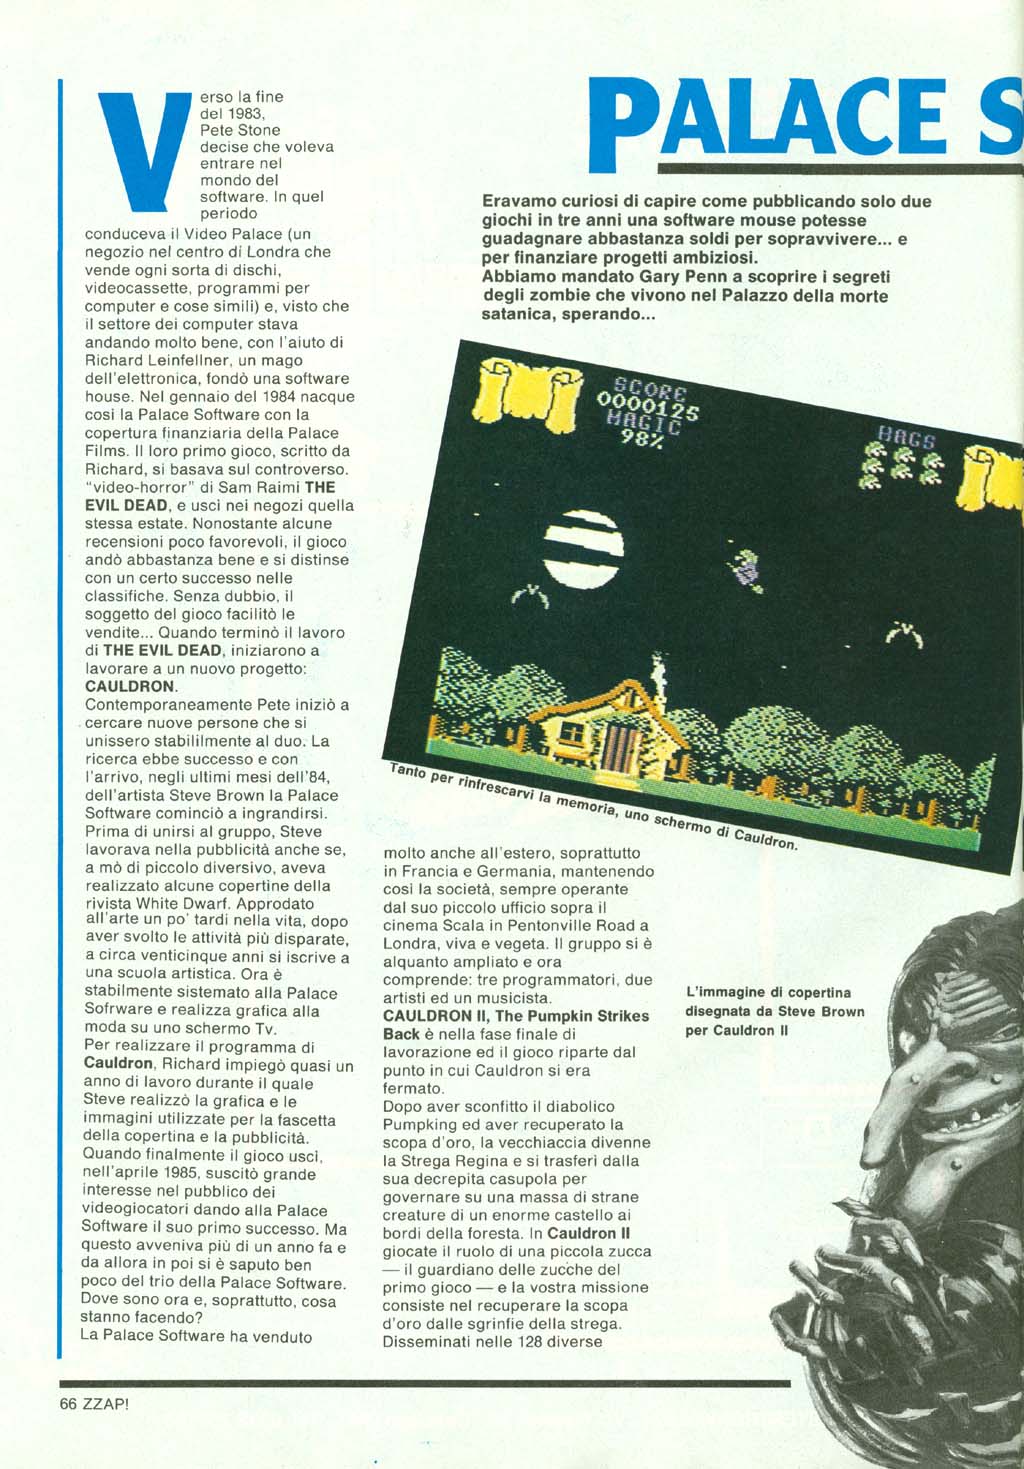 PALACE S
Eravamo curiosi di capire come pubblicando solo due
giochi in tre anni una software mouse potesse
guadagnare abbastanza soldi per sopravvivere... e
per finanziare progetti ambiziosi.
Abbiamo mandato Gary Penn a scoprire i segreti
degli zombie che vivono nel Palazzo della morte
satanica, sperando...
Verso la fine
del 1983,
Pete Stone
decise che voleva
entrare nel
mondo del
software. In quel
periodo
conduceva il Video Palace (un
negozio nel centro di Londra che
vende ogni sorta di dischi,
videocassette, programmi per
computer e cose simili) e, visto che
il settore dei computer stava
andando molto bene, con l'aiuto di
Richard Leinfellner, un mago
dell'elettronica, fondò una software
house. Nel gennaio del 1984 nacque
così la Palace Software con la
copertura finanziaria della Palace
Films. Il loro primo gioco, scritto da
Richard, si basava sul controverso.
"video-horror" di Sam Raimi THE
EVIL DEAD, e uscì nei negozi quella
stessa estate. Nonostante alcune
recensioni poco favorevoli, il gioco
andò abbastanza bene e si distinse
con un certo successo nelle
classifiche. Senza dubbio, il
soggetto del gioco facilitò le
vendite... Quando terminò il lavoro
di THE EVIL DEAD, iniziarono a
lavorare a un nuovo progetto:
CAULDRON.
Contemporaneamente Pete iniziò a
cercare nuove persone che si
unissero stabililmente al duo. La
ricerca ebbe successo e con
l'arrivo, negli ultimi mesi dell'84,
dell'artista Steve Brown la Palace
Software cominciò a ingrandirsi.
Prima di unirsi al gruppo, Steve
lavorava nella pubblicità anche se,
a mò di piccolo diversivo, aveva
realizzato alcune copertine della
rivista White Dwarf. Approdato
all'arte un po' tardi nella vita, dopo
aver svolto le attività più disparate,
a circa venticinque anni si iscrive a
una scuola artistica. Ora è
stabilmente sistemato alla Palace
Sofrware e realizza grafica alla
moda su uno schermo Tv.
Per realizzare il programma di
Cauldron, Richard impiegò quasi un
anno di lavoro durante il quale
Steve realizzò la grafica e le
immagini utilizzate per la fascetta
della copertina e la pubblicità.
Quando finalmente il gioco uscì,
nell'aprile 1985, suscitò grande
interesse nel pubblico dei
videogiocatori dando alla Palace
Software il suo primo successo. Ma
questo avveniva più di un anno fa e
da allora in poi si è saputo ben
poco del trio della Palace Software.
Dove sono ora e, soprattutto, cosa
stanno facendo?
La Palace Software ha venduto
SCORE
0000125
MAGIC
98%
HAGS
Tanto per rinfrescarvi la memoria, uno schermo di Cauldron.
molto anche all'estero, soprattutto
in Francia e Germania, mantenendo
così la società, sempre operante
dal suo piccolo ufficio sopra il
cinema Scala in Pentonville Road a
Londra, viva e vegeta. Il gruppo si è
alquanto ampliato e ora
comprende: tre programmatori, due
artisti ed un musicista.
CAULDRON II, The Pumpkin Strikes
Back è nella fase finale di
lavorazione ed il gioco riparte dal
punto in cui Cauldron si era
fermato.
Dopo aver sconfitto il diabolico
Pumpking ed aver recuperato la
scopa d'oro, la vecchiaccia divenne
la Strega Regina e si trasferì dalla
sua decrepita casupola per
governare su una massa di strane
creature di un enorme castello ai
bordi della foresta. In Cauldron II
giocate il ruolo di una piccola zucca
— il guardiano delle zucche del
primo gioco — e la vostra missione
consiste nel recuperare la scopa
d'oro dalle sgrinfie della strega.
Disseminati nelle 128 diverse
L'immagine di copertina
disegnata da Steve Brown
per Cauldron II
66 ZZAP!